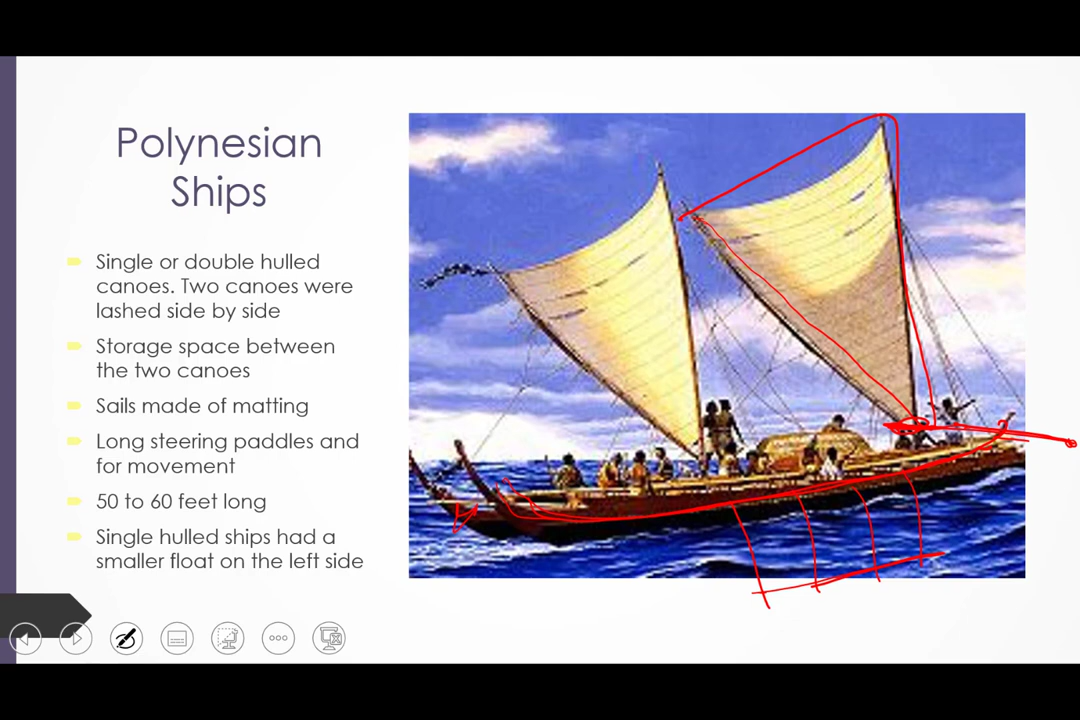 Polynesian
Ships
Single or double hulled
canoes. Two canoes were
lashed side by side
Storage space between
the two canoes
Sails made of matting
Long steering paddles and
for movement
50 to 60 feet long
Single hulled ships had a
smaller float on the left side